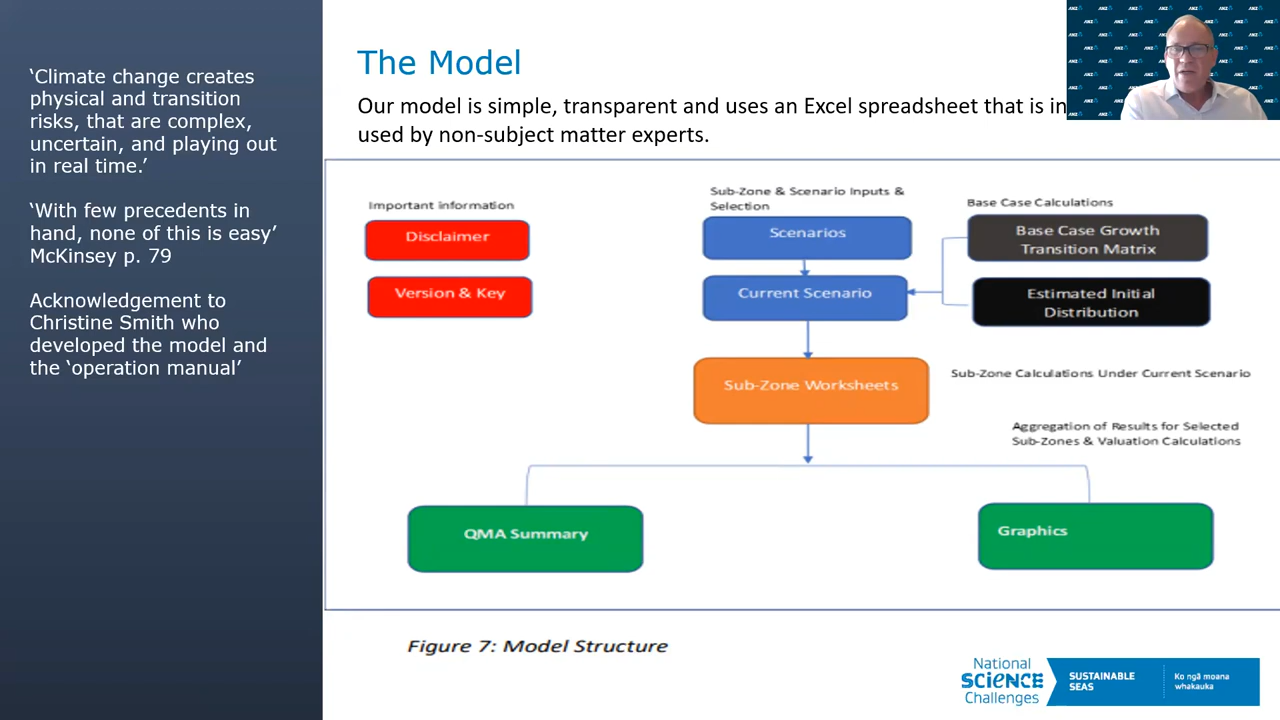 ‘Climate change creates
physical and transition
risks, that are complex,
uncertain, and playing out
in real time.’
‘With few precedents in
hand, none of this is easy’
McKinsey p. 79
Acknowledgement to
Christine Smith who
developed the model and
the ‘operation manual’
The Model
Our model is simple, transparent and uses an Excel spreadsheet that is in
used by non-subject matter experts.
Important information
Disclaimer
Version & Key
Sub-Zone & Scenario Inputs &
Selection
Scenarios
Current Scenario
Base Case Calculations
Base Case Growth
Transition Matrix
Estimated Initial
Distribution
Sub-Zone Worksheets
Sub-Zone Calculations Under Current Scenario
Aggregation of Results for Selected
Sub-Zones & Valuation Calculations
QMA Summary
Graphics
Figure 7: Model Structure
National
SCIENCE
Challenges
SUSTAINABLE
SEAS
Ko ngā moana
whakauka